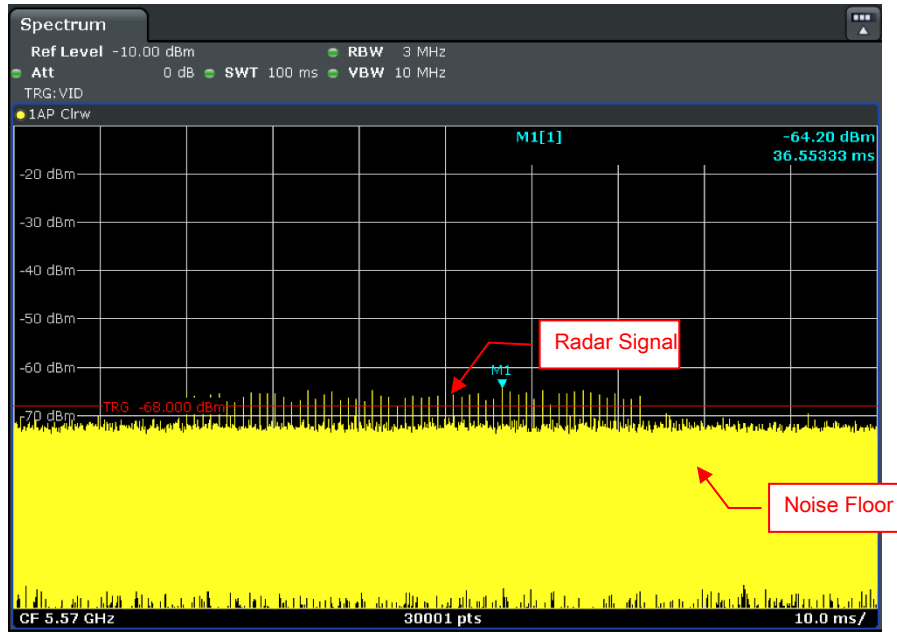 Spectrum
Ref Level -10.00 dBm RBW 3 MHz
Att 0 dB SWT 100 ms VBW 10 MHz
TRG:VID
1AP Clrw
M1[1] -64.20 dBm
36.55333 ms
-20 dBm
-30 dBm
-40 dBm
-50 dBm
Radar Signal
-60 dBm
M1
TRG -68.000 dBm
-70 dBm
Noise Floor
CF 5.57 GHz 30001 pts 10.0 ms/